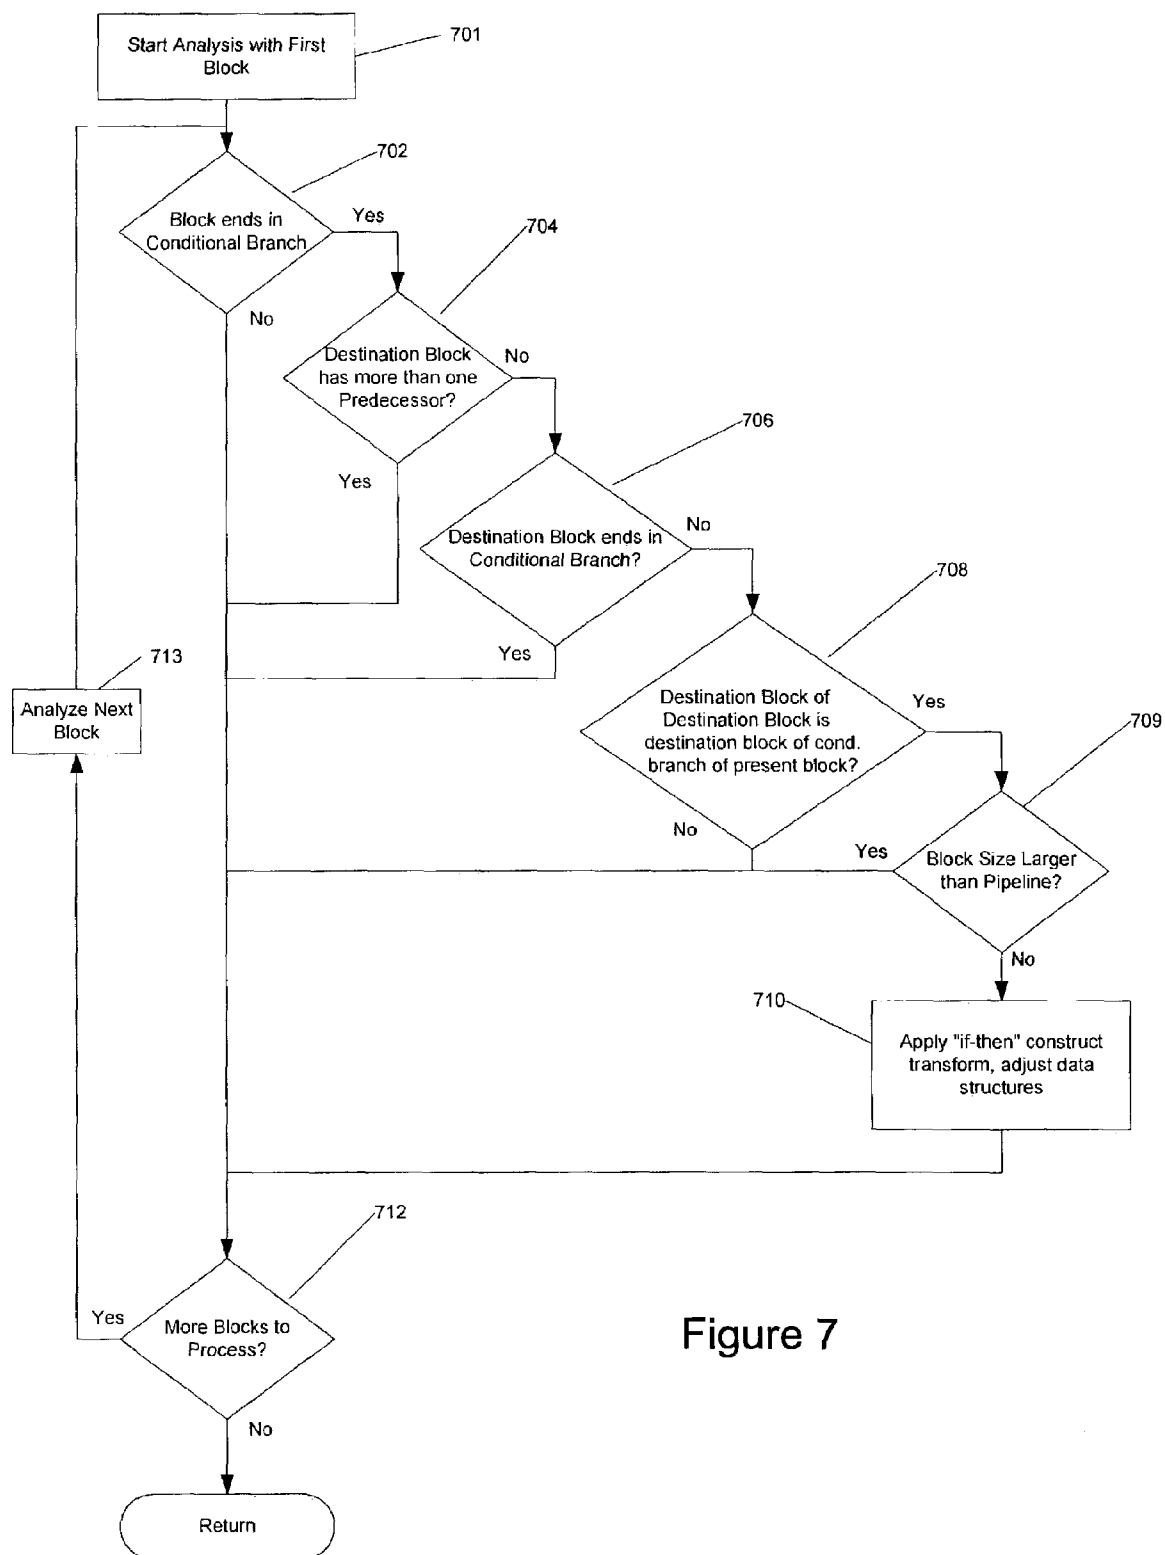 Start Analysis with First
Block
701
702
Block ends in
Conditional Branch
Yes
No
704
Destination Block
has more than one
Predecessor?
No
Yes
706
Destination Block ends in
Conditional Branch?
No
Yes
708
Destination Block of
Destination Block is
destination block of cond.
branch of present block?
Yes
No
709
Block Size Larger
than Pipeline?
Yes
No
713
Analyze Next
Block
710
Apply "if-then" construct
transform, adjust data
structures
712
More Blocks to
Process?
Yes
No
Return
Figure 7